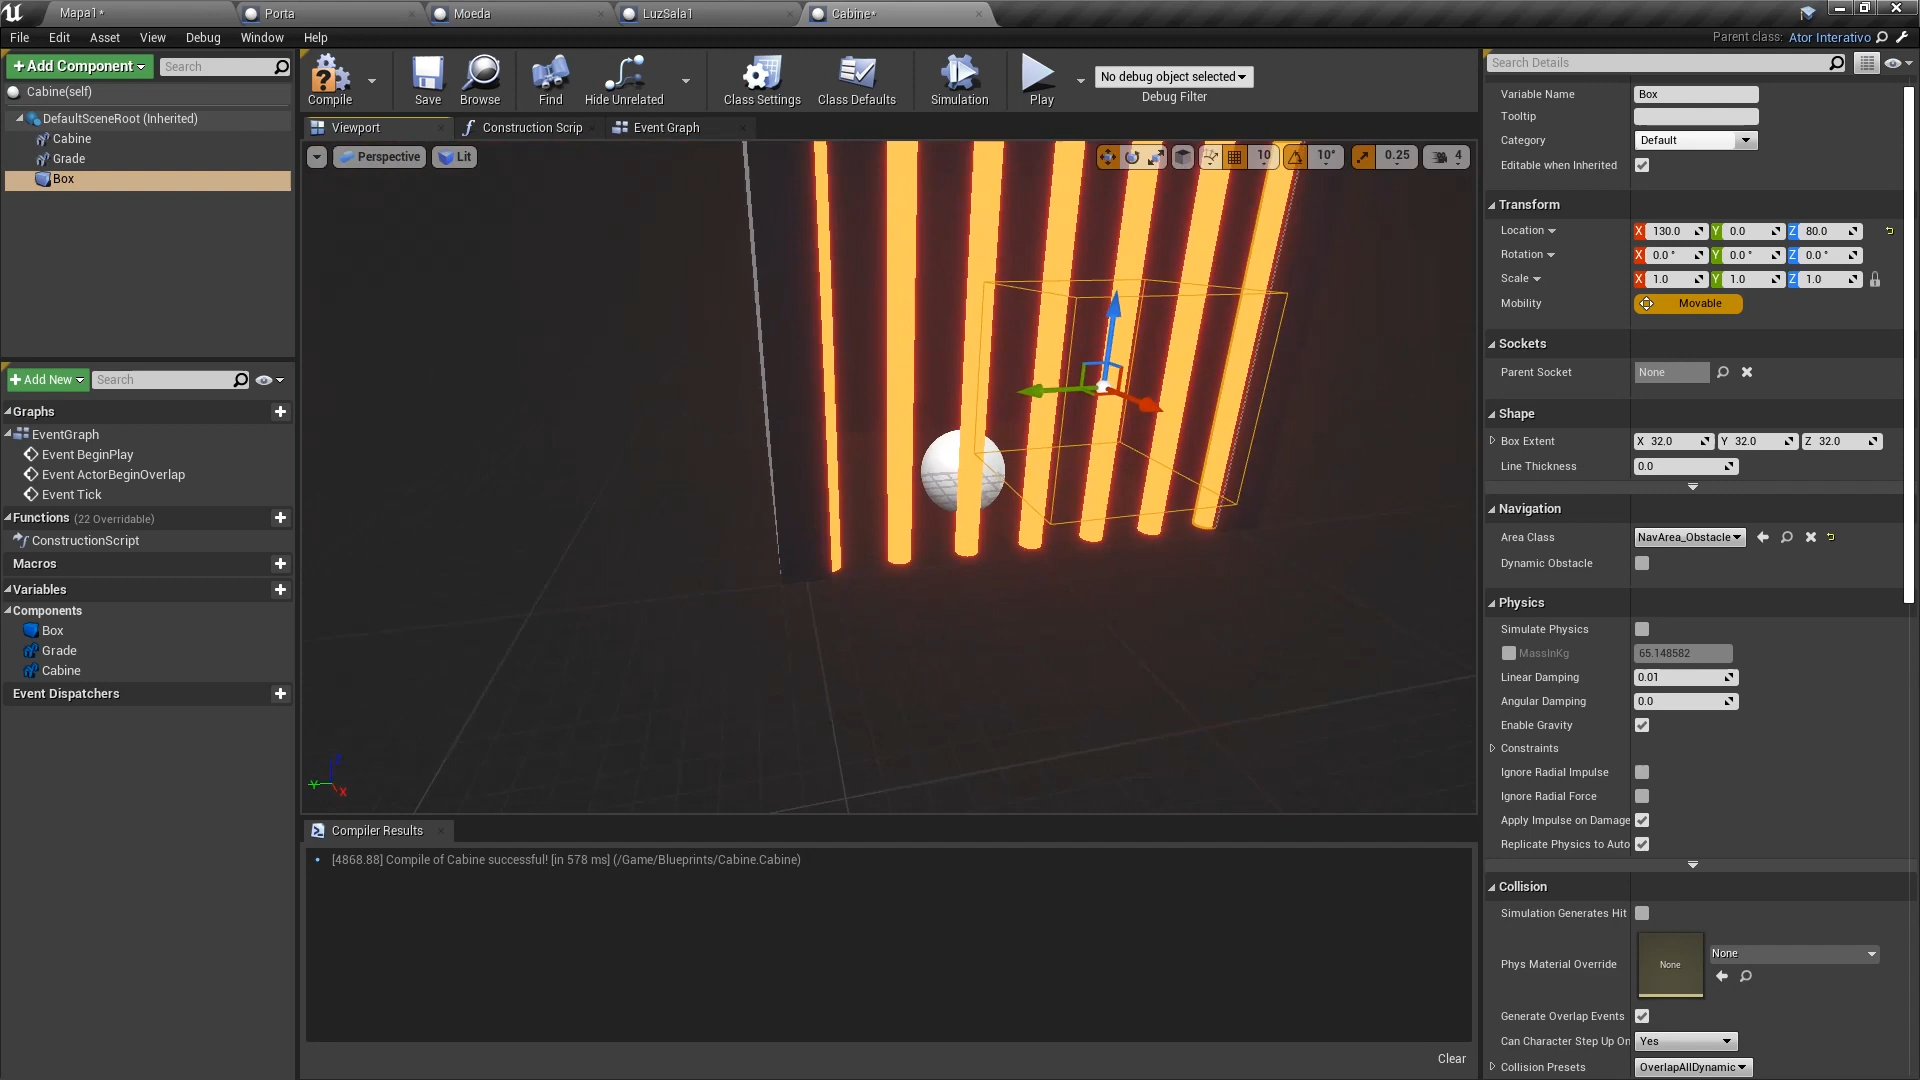 Mapa1*
Porta
Moeda
LuzSala1
Cabine*
File
Edit
Asset
View
Debug
Window
Help
Parent class: Ator Interativo
+ Add Component
Search
Cabine(self)
DefaultSceneRoot (Inherited)
Cabine
Grade
Box
Compile
Save
Browse
Find
Hide Unrelated
Class Settings
Class Defaults
Simulation
Play
No debug object selected
Debug Filter
Viewport
Construction Scrip
Event Graph
Perspective
Lit
10
10°
0.25
4
+ Add New
Search
Graphs
EventGraph
Event BeginPlay
Event ActorBeginOverlap
Event Tick
Functions (22 Overridable)
ConstructionScript
Macros
Variables
Components
Box
Grade
Cabine
Event Dispatchers
Compiler Results
[4868.88] Compile of Cabine successful! [in 578 ms] (/Game/Blueprints/Cabine.Cabine)
Clear
Search Details
Variable Name
Box
Tooltip
Category
Default
Editable when Inherited
Transform
Location
X 130.0 Y 0.0 Z 80.0
Rotation
X 0.0 ° Y 0.0 ° Z 0.0 °
Scale
X 1.0 Y 1.0 Z 1.0
Mobility
Movable
Sockets
Parent Socket
None
Shape
Box Extent
X 32.0 Y 32.0 Z 32.0
Line Thickness
0.0
Navigation
Area Class
NavArea_Obstacle
Dynamic Obstacle
Physics
Simulate Physics
MassInKg
65.148582
Linear Damping
0.01
Angular Damping
0.0
Enable Gravity
Constraints
Ignore Radial Impulse
Ignore Radial Force
Apply Impulse on Damage
Replicate Physics to Auto
Collision
Simulation Generates Hit
Phys Material Override
None
None
Generate Overlap Events
Can Character Step Up On
Yes
Collision Presets
OverlapAllDynamic